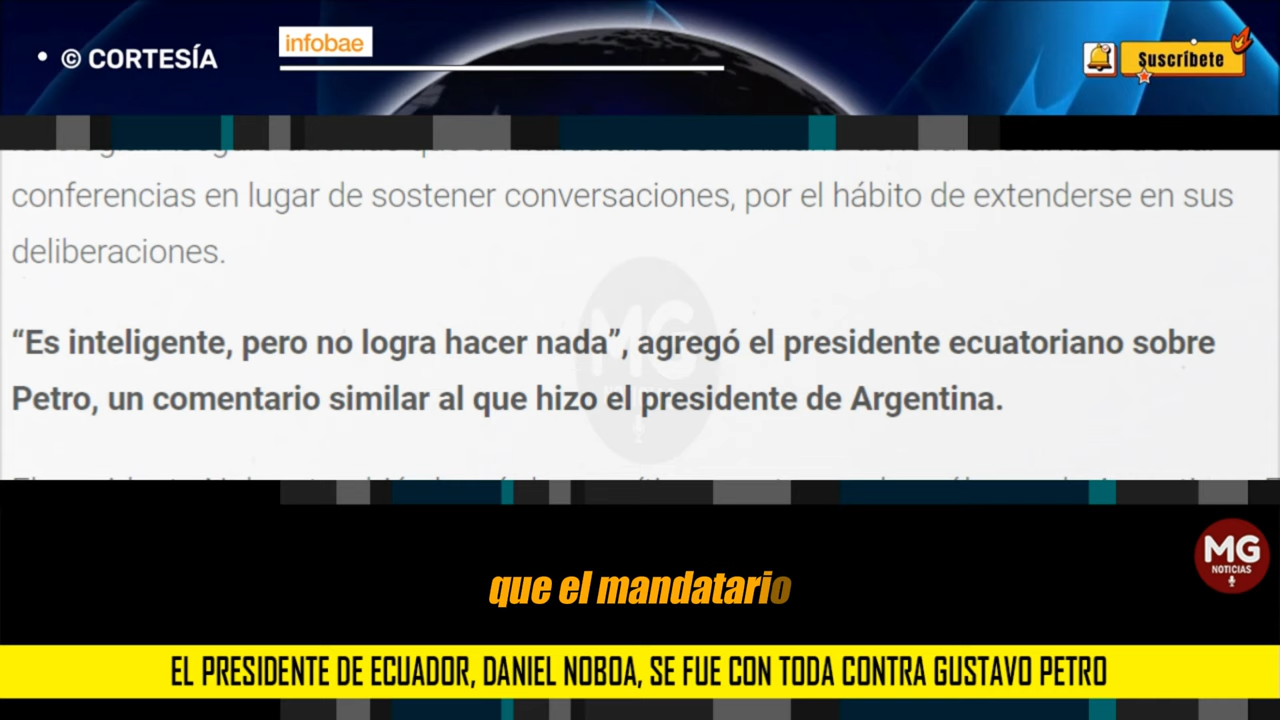 • © CORTESÍA
infobae
Suscríbete
conferencias en lugar de sostener conversaciones, por el hábito de extenderse en sus
deliberaciones.
“Es inteligente, pero no logra hacer nada”, agregó el presidente ecuatoriano sobre
Petro, un comentario similar al que hizo el presidente de Argentina.
MG
que el mandatario
MG
NOTICIAS
EL PRESIDENTE DE ECUADOR, DANIEL NOBOA, SE FUE CON TODA CONTRA GUSTAVO PETRO